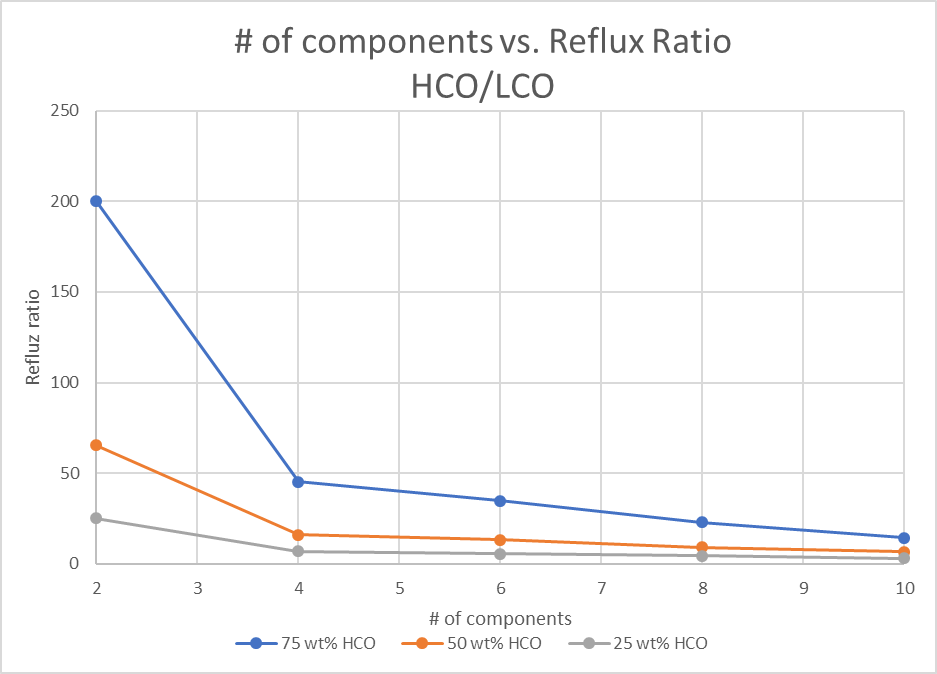 # of components vs. Reflux Ratio
HCO/LCO
250
200
150
100
50
0
Refluz ratio
2 3 4 5 6 7 8 9 10
# of components
75 wt% HCO 50 wt% HCO 25 wt% HCO